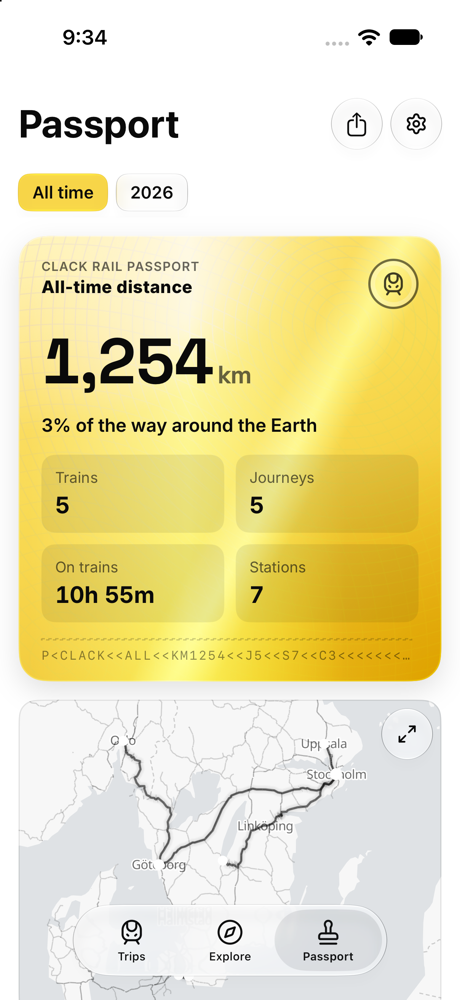 9:34
Passport
All time
2026
CLACK RAIL PASSPORT
All-time distance
1,254 km
3% of the way around the Earth
Trains
5
Journeys
5
On trains
10h 55m
Stations
7
P<CLACK<<ALL<<KM1254<<J5<<S7<<C3<<<<<<<…
Linköping
Trips
Explore
Passport